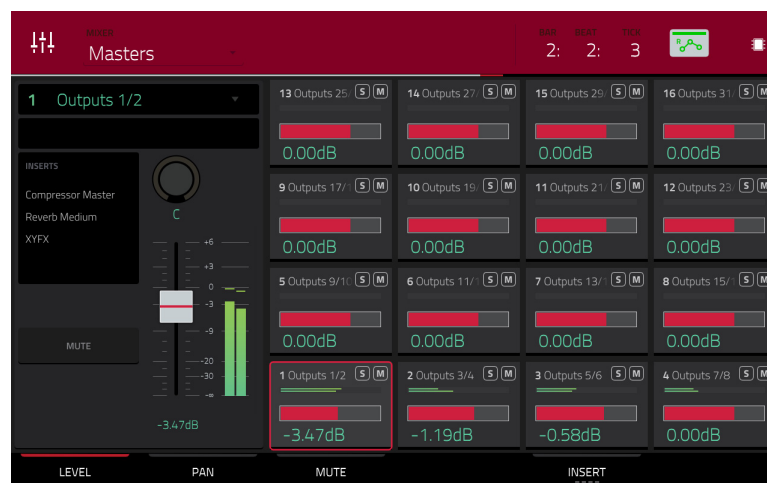 MIXER
Masters
BAR BEAT TICK
2: 2: 3
R
1 Outputs 1/2
INSERTS
Compressor Master
Reverb Medium
XYFX
C
+6
+3
0
-3
-9
-20
-30
-∞
MUTE
-3.47dB
13 Outputs 25/ S M
0.00dB
14 Outputs 27/ S M
0.00dB
15 Outputs 29/ S M
0.00dB
16 Outputs 31/ S M
0.00dB
9 Outputs 17/1 S M
0.00dB
10 Outputs 19/ S M
0.00dB
11 Outputs 21/ S M
0.00dB
12 Outputs 23/ S M
0.00dB
5 Outputs 9/10 S M
0.00dB
6 Outputs 11/1 S M
0.00dB
7 Outputs 13/1 S M
0.00dB
8 Outputs 15/1 S M
0.00dB
1 Outputs 1/2 S M
-3.47dB
2 Outputs 3/4 S M
-1.19dB
3 Outputs 5/6 S M
-0.58dB
4 Outputs 7/8 S M
0.00dB
LEVEL PAN MUTE INSERT